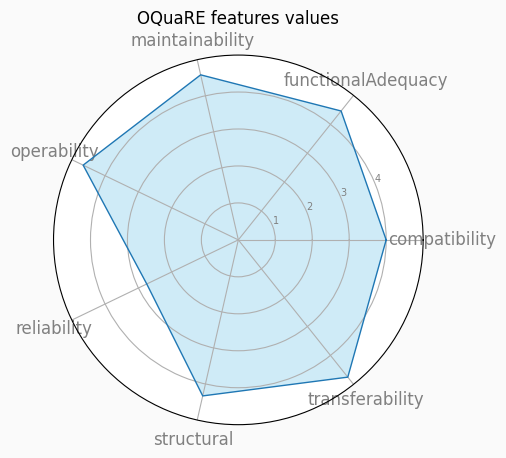 OQuaRE features values
maintainability
functionalAdequacy
operability
4
3
2
1
compatibility
reliability
transferability
structural